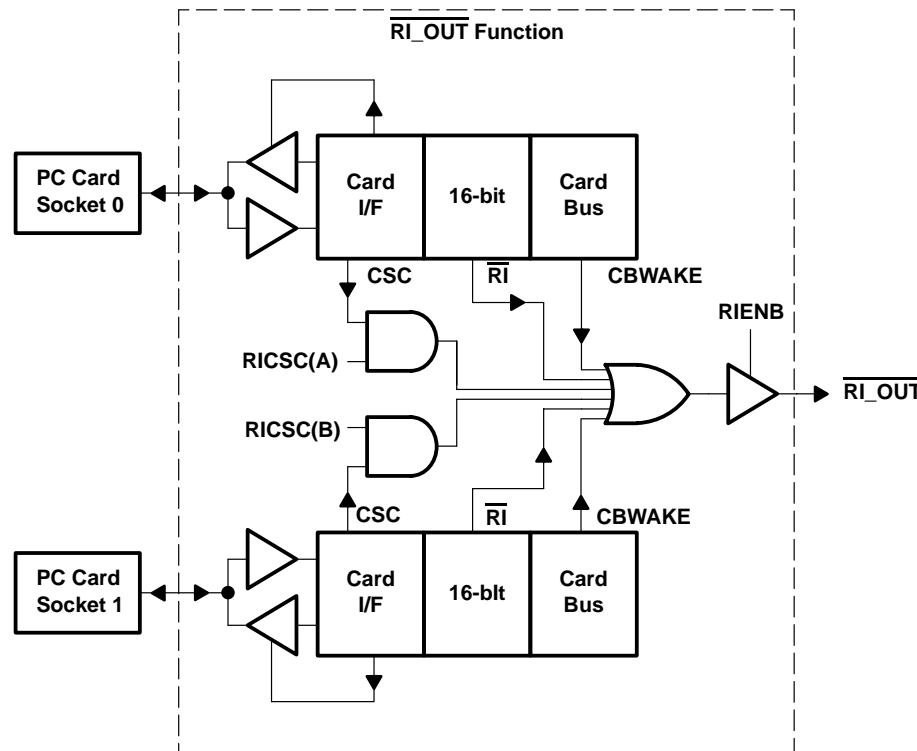 RI_OUT Function
PC Card
Socket 0
Card
I/F
16-bit
Card
Bus
CSC
RI
CBWAKE
RICSC(A)
RIENB
RI_OUT
RICSC(B)
CSC
RI
CBWAKE
PC Card
Socket 1
Card
I/F
16-blt
Card
Bus